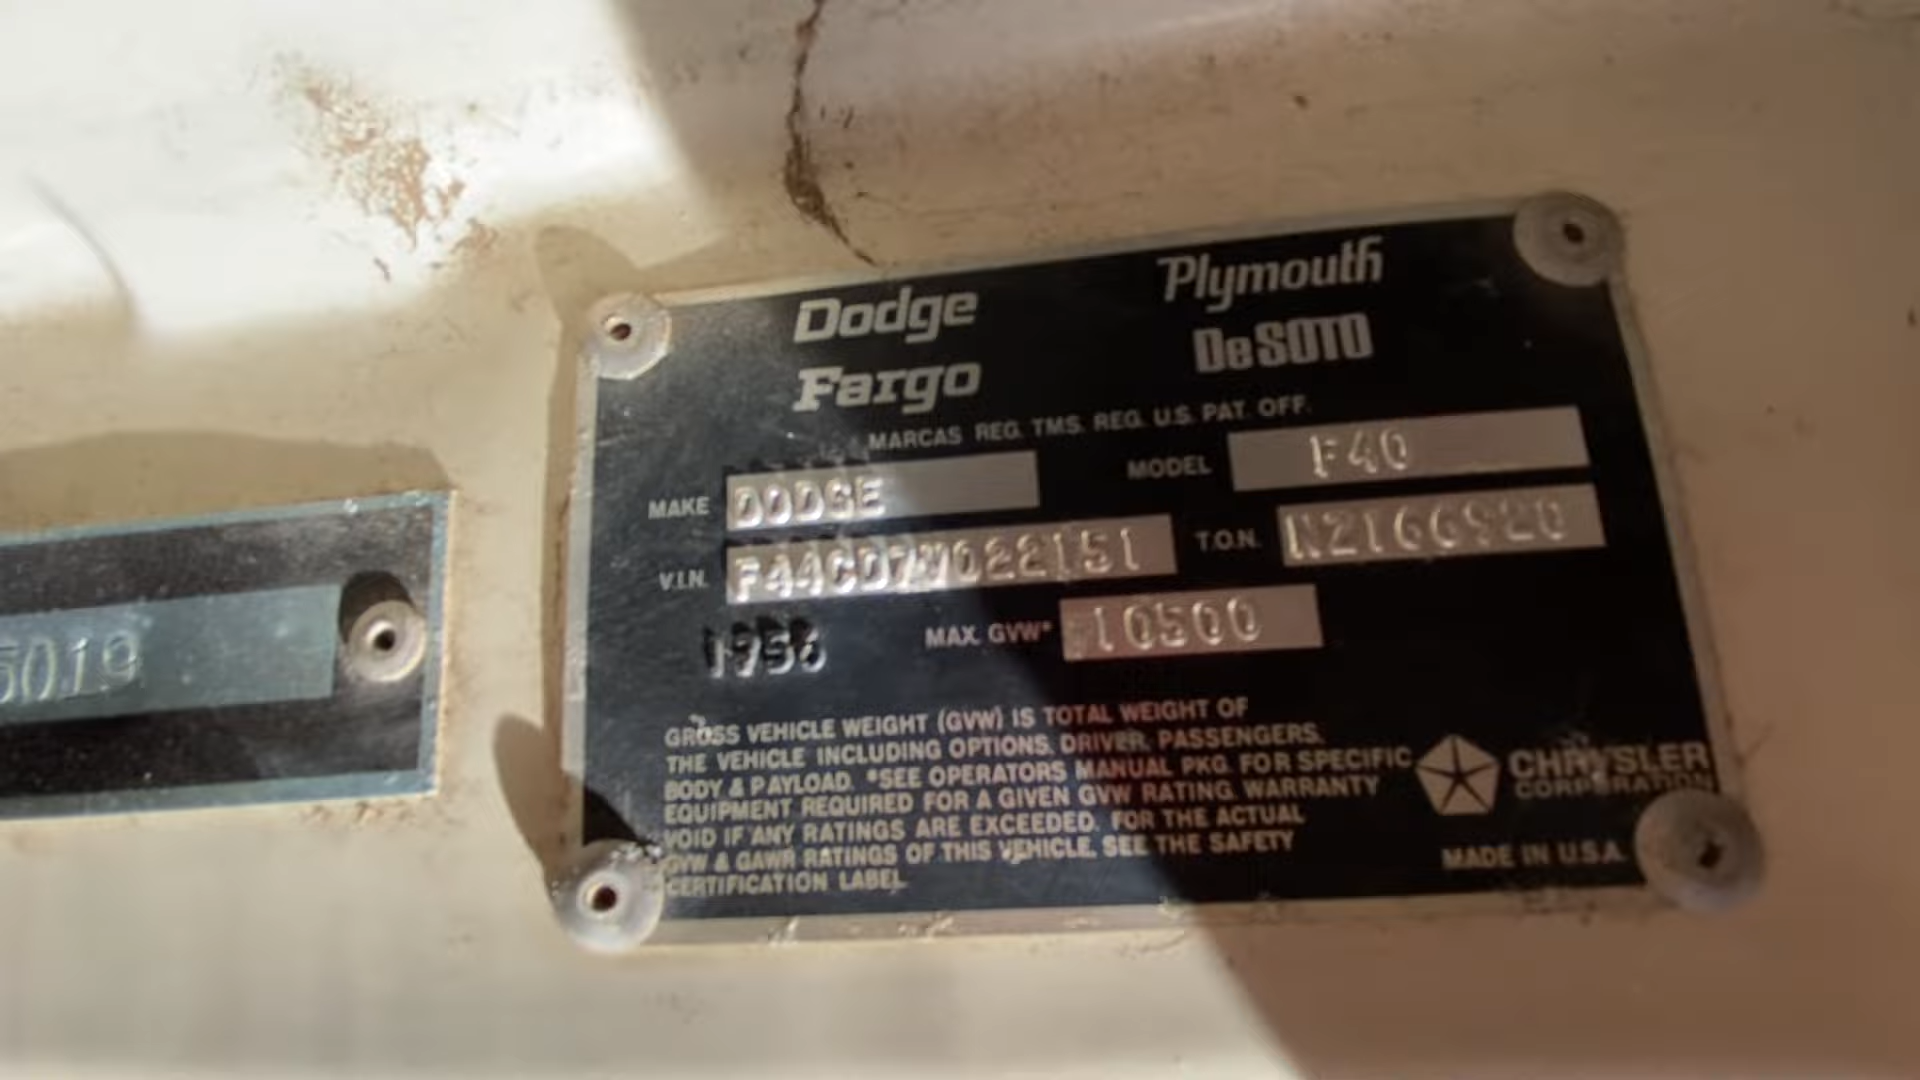 Dodge Plymouth
Fargo DeSOTO
MARCAS REG. TMS. REG. U.S. PAT. OFF.
MAKE DODGE MODEL F40
V.I.N. F44CD7V022151 T.O.N. NZ166920
1956 MAX. GVW* 10500
GROSS VEHICLE WEIGHT (GVW) IS TOTAL WEIGHT OF
THE VEHICLE INCLUDING OPTIONS, DRIVER, PASSENGERS,
BODY & PAYLOAD. *SEE OPERATORS MANUAL PKG. FOR SPECIFIC
EQUIPMENT REQUIRED FOR A GIVEN GVW RATING. WARRANTY
VOID IF ANY RATINGS ARE EXCEEDED. FOR THE ACTUAL
GVW & GAWR RATINGS OF THIS VEHICLE, SEE THE SAFETY
CERTIFICATION LABEL
CHRYSLER
CORPORATION
MADE IN U.S.A.
5019